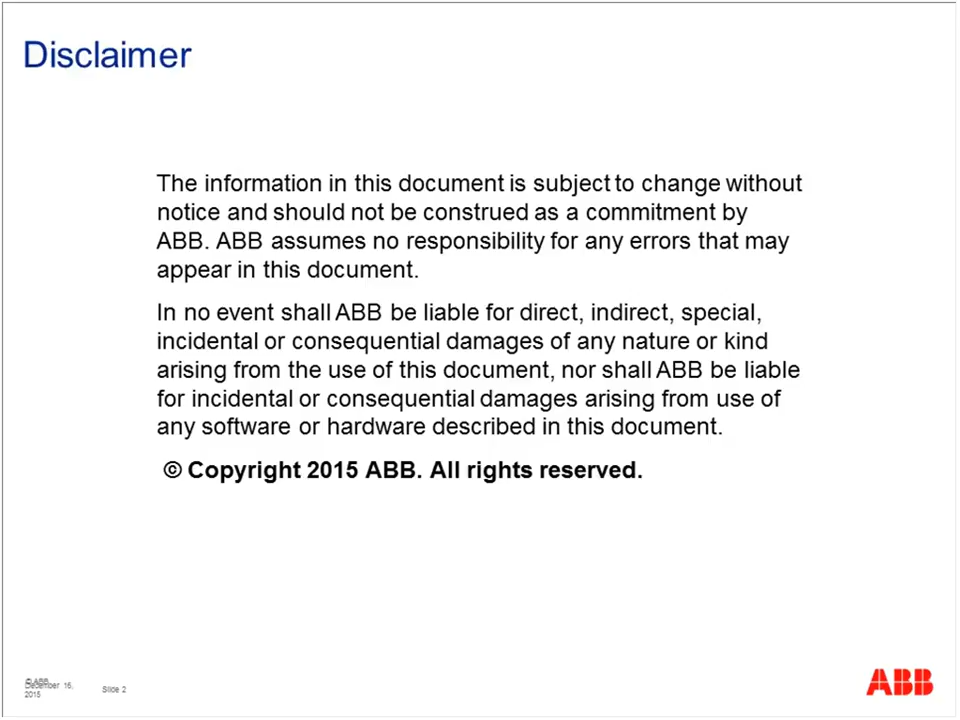 Disclaimer
The information in this document is subject to change without
notice and should not be construed as a commitment by
ABB. ABB assumes no responsibility for any errors that may
appear in this document.
In no event shall ABB be liable for direct, indirect, special,
incidental or consequential damages of any nature or kind
arising from the use of this document, nor shall ABB be liable
for incidental or consequential damages arising from use of
any software or hardware described in this document.
© Copyright 2015 ABB. All rights reserved.
© ABB
December 16,
2015
Slide 2
ABB